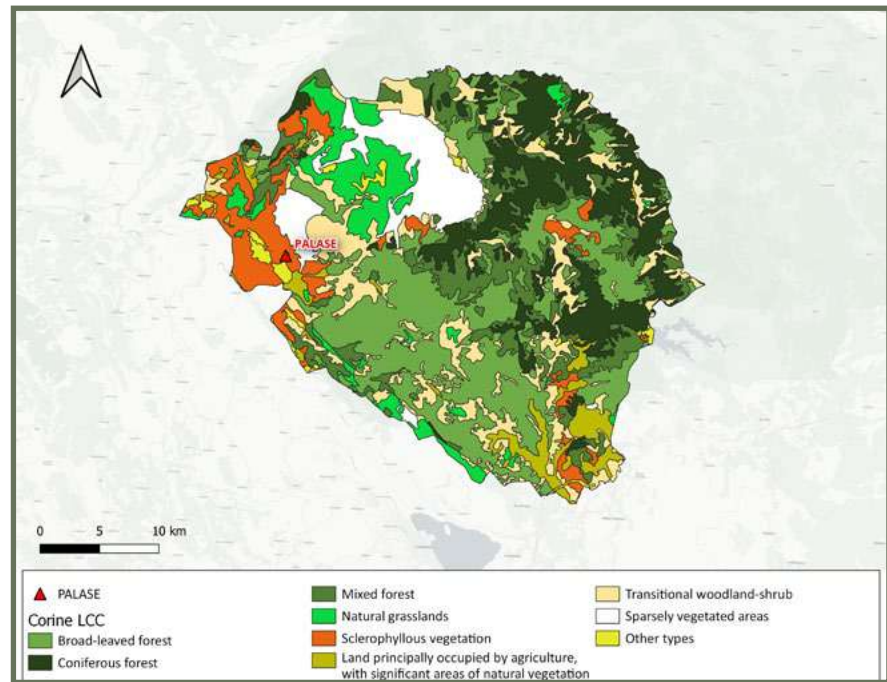 PALASE
0 5 10 km
PALASE
Corine LCC
Broad-leaved forest
Coniferous forest
Mixed forest
Natural grasslands
Sclerophyllous vegetation
Land principally occupied by agriculture,
with significant areas of natural vegetation
Transitional woodland-shrub
Sparsely vegetated areas
Other types